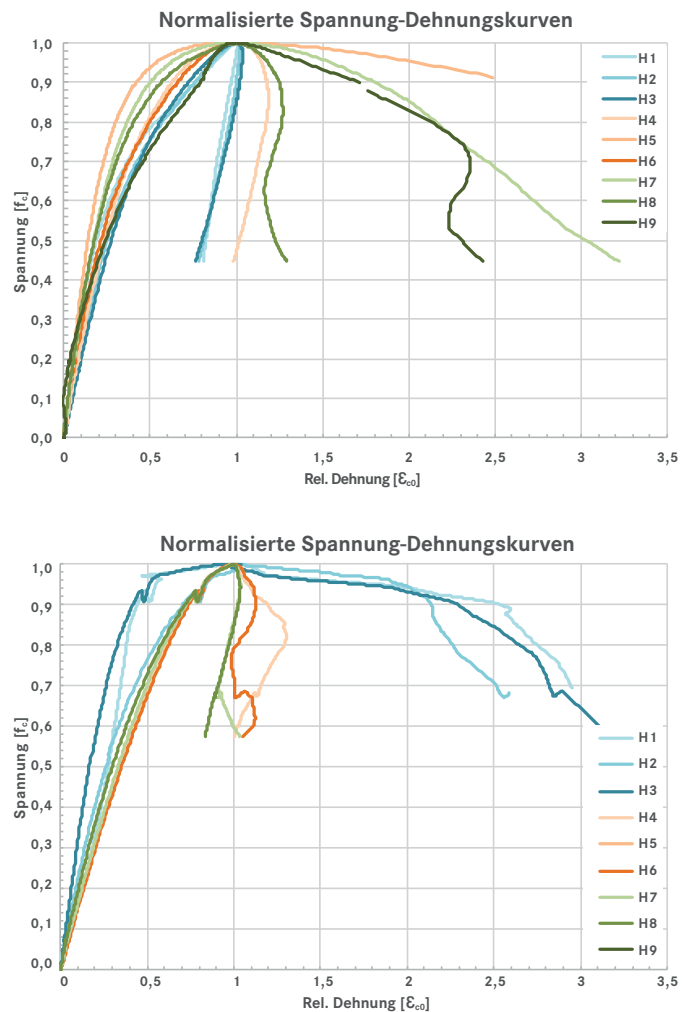 Normalisierte Spannung-Dehnungskurven
1,0
0,9
0,8
0,7
0,6
0,5
0,4
0,3
0,2
0,1
0,0
Spannung [fc]
0 0,5 1 1,5 2 2,5 3 3,5
Rel. Dehnung [Ɛc0]
H1
H2
H3
H4
H5
H6
H7
H8
H9
Normalisierte Spannung-Dehnungskurven
1,0
0,9
0,8
0,7
0,6
0,5
0,4
0,3
0,2
0,1
0,0
Spannung [fc]
0 0,5 1 1,5 2 2,5 3 3,5
Rel. Dehnung [Ɛc0]
H1
H2
H3
H4
H5
H6
H7
H8
H9